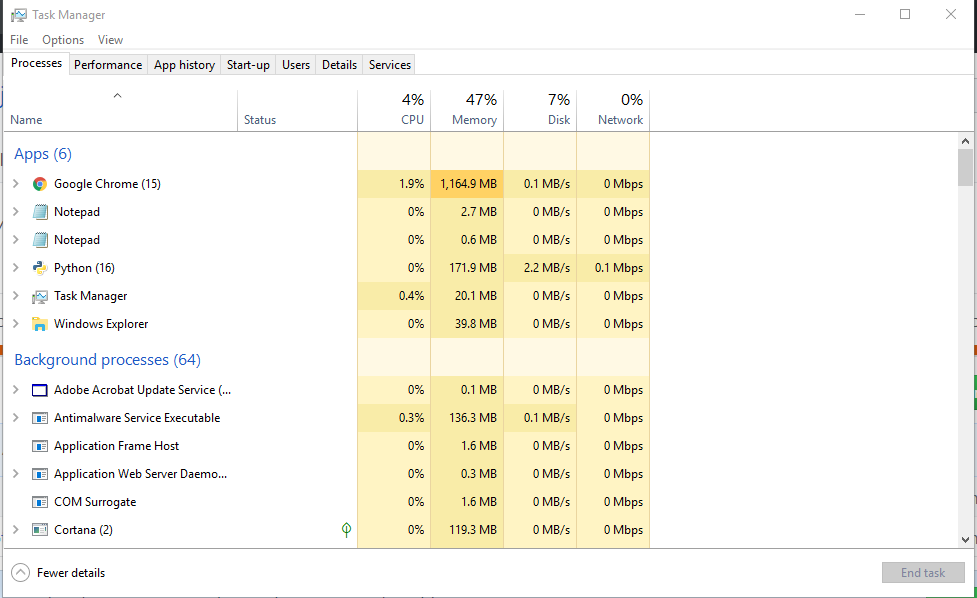 Task Manager
File Options View
Processes Performance App history Start-up Users Details Services
4% 47% 7% 0%
Name Status CPU Memory Disk Network
Apps (6)
Google Chrome (15) 1.9% 1,164.9 MB 0.1 MB/s 0 Mbps
Notepad 0% 2.7 MB 0 MB/s 0 Mbps
Notepad 0% 0.6 MB 0 MB/s 0 Mbps
Python (16) 0% 171.9 MB 2.2 MB/s 0.1 Mbps
Task Manager 0.4% 20.1 MB 0 MB/s 0 Mbps
Windows Explorer 0% 39.8 MB 0 MB/s 0 Mbps
Background processes (64)
Adobe Acrobat Update Service (... 0% 0.1 MB 0 MB/s 0 Mbps
Antimalware Service Executable 0.3% 136.3 MB 0.1 MB/s 0 Mbps
Application Frame Host 0% 1.6 MB 0 MB/s 0 Mbps
Application Web Server Daemo... 0% 0.3 MB 0 MB/s 0 Mbps
COM Surrogate 0% 1.6 MB 0 MB/s 0 Mbps
Cortana (2) 0% 119.3 MB 0 MB/s 0 Mbps
Fewer details End task